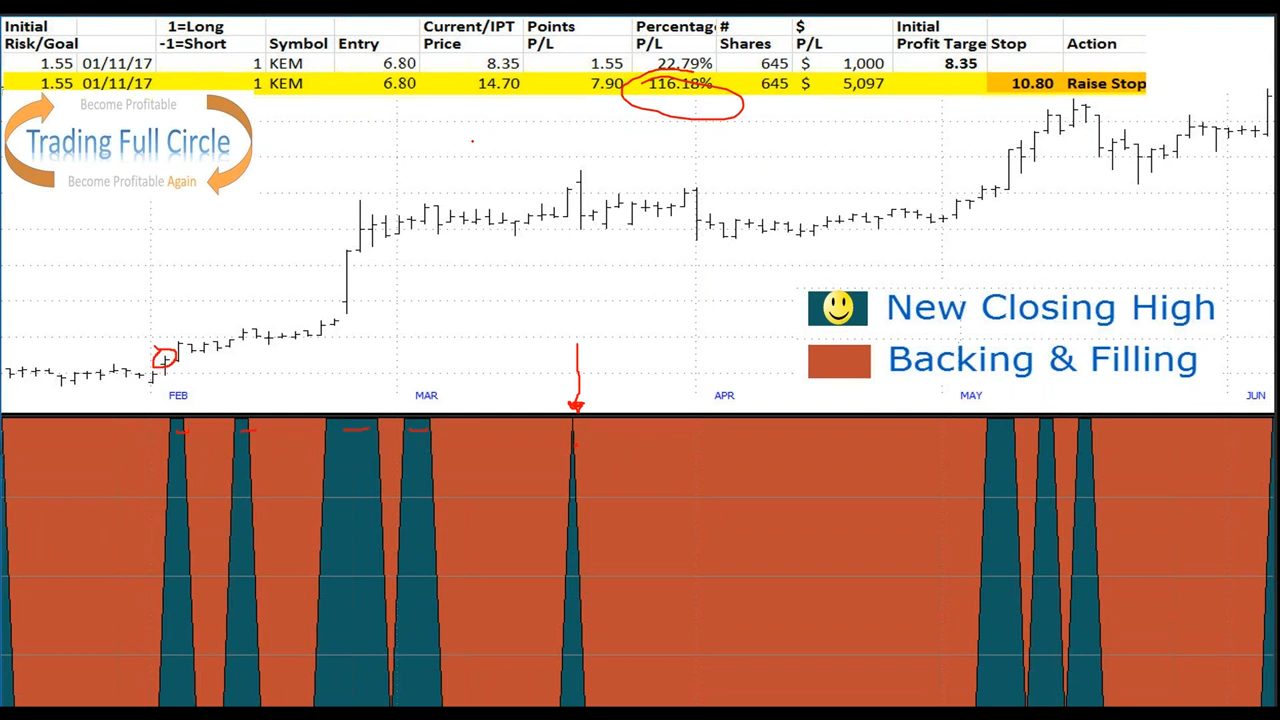 Initial 1=Long Current/IPT Points Percentag # $ Initial
Risk/Goal -1=Short Symbol Entry Price P/L P/L Shares P/L Profit Targe Stop Action
1.55 01/11/17 1 KEM 6.80 8.35 1.55 22.79% 645 $ 1,000 8.35
1.55 01/11/17 1 KEM 6.80 14.70 7.90 116.18% 645 $ 5,097 10.80 Raise Stop
Become Profitable
Trading Full Circle
Become Profitable Again
New Closing High
Backing & Filling
FEB MAR APR MAY JUN